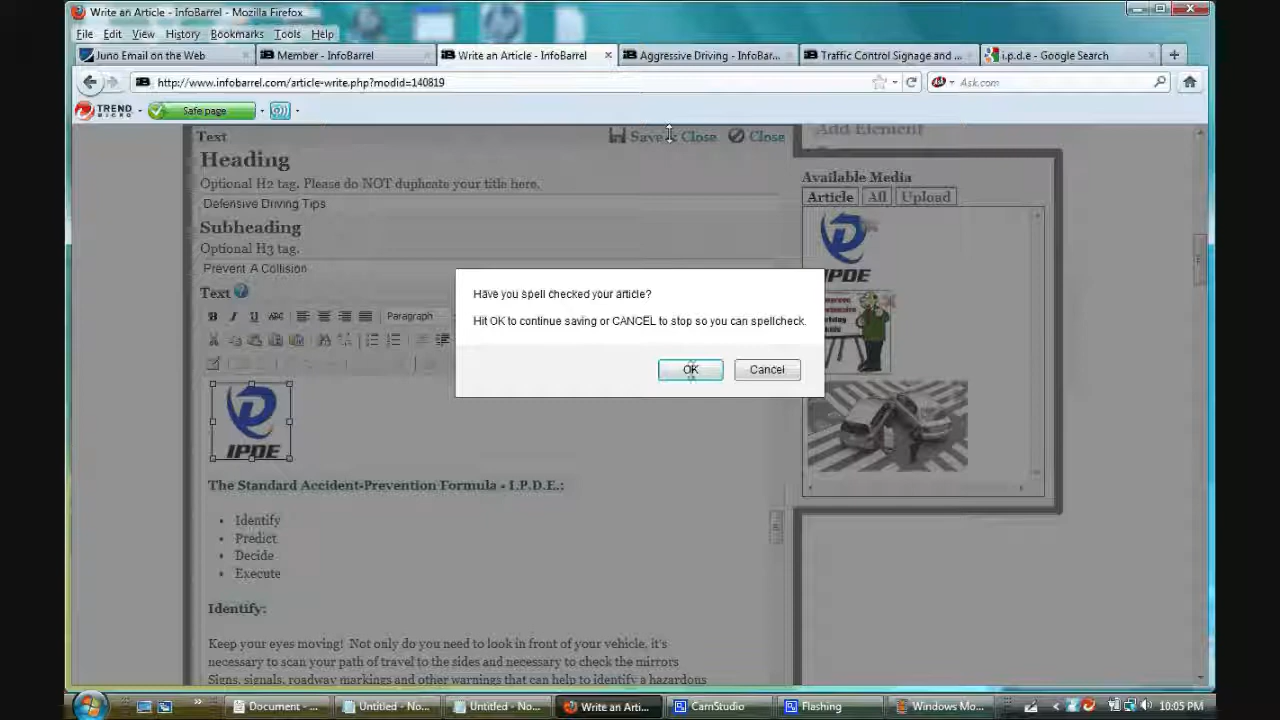 Write an Article - InfoBarrel - Mozilla Firefox
File Edit View History Bookmarks Tools Help
Juno Email on the Web
Member - InfoBarrel
Write an Article - InfoBarrel
Aggressive Driving - InfoBar...
Traffic Control Signage and ...
i.p.d.e - Google Search
http://www.infobarrel.com/article-write.php?modid=140819
Ask.com
TREND MICRO
Safe page
Text
Save & Close
Close
Heading
Optional H2 tag. Please do NOT duplicate your title here.
Defensive Driving Tips
Subheading
Optional H3 tag.
Prevent A Collision
Text
B I U ABC
Paragraph
IPDE
The Standard Accident-Prevention Formula - I.P.D.E.:
Identify
Predict
Decide
Execute
Identify:
Keep your eyes moving! Not only do you need to look in front of your vehicle, it's
necessary to scan your path of travel to the sides and necessary to check the mirrors
Signs, signals, roadway markings and other warnings that can help to identify a hazardous
Have you spell checked your article?
Hit OK to continue saving or CANCEL to stop so you can spellcheck.
OK
Cancel
Add Element
Available Media
Article
All
Upload
IPDE
Document - ...
Untitled - No...
Untitled - No...
Write an Arti...
CamStudio
Flashing
Windows Mo...
10:05 PM